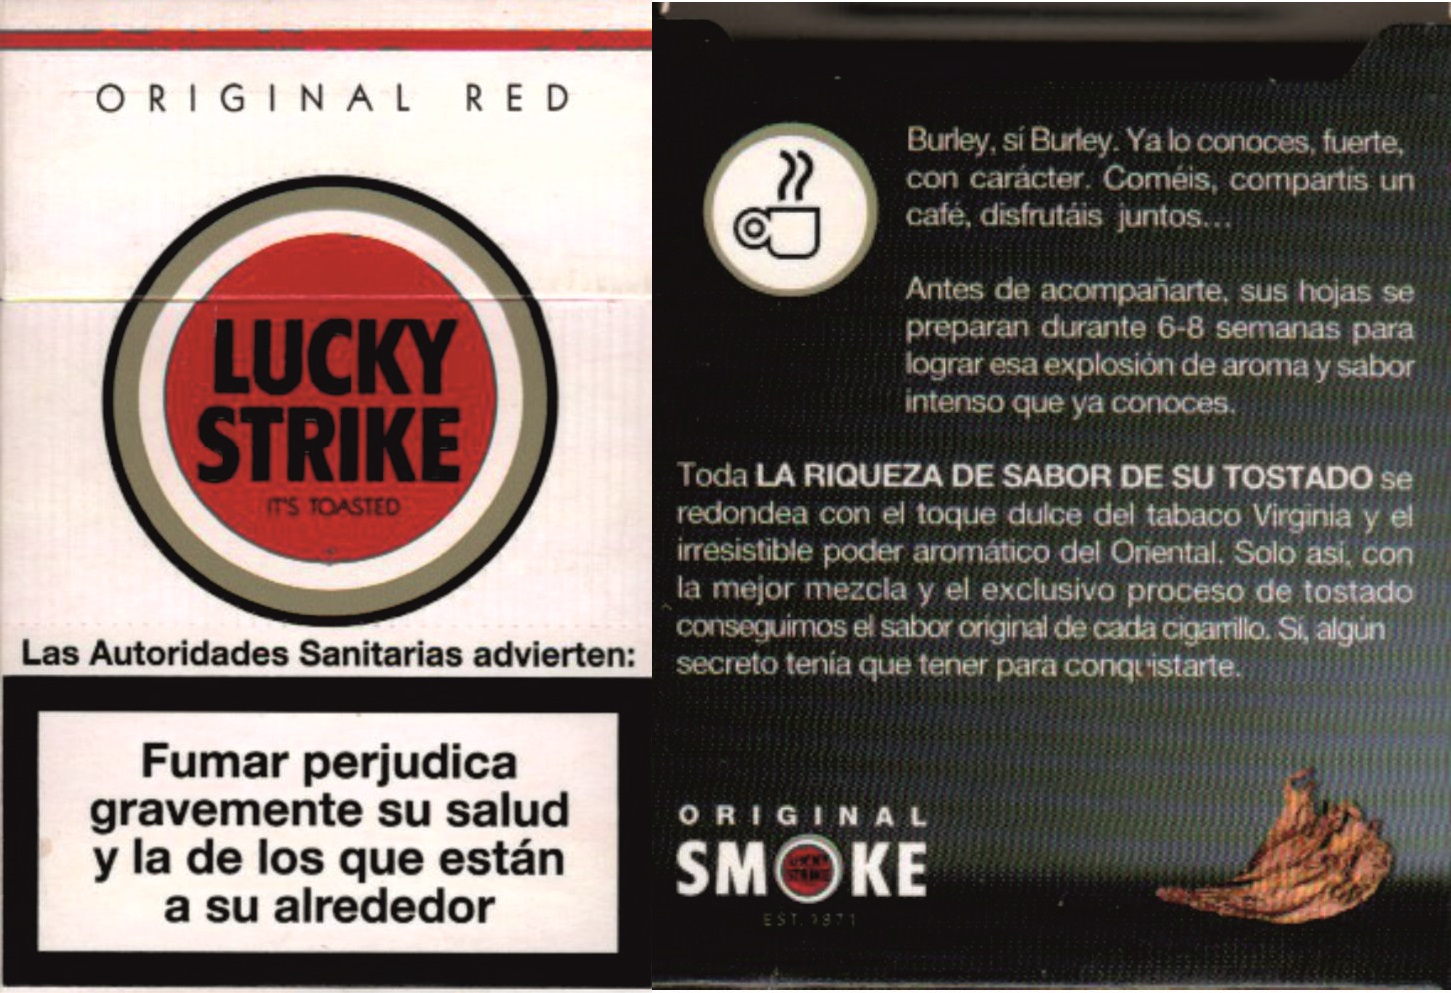 ORIGINAL RED
LUCKY
STRIKE
IT'S TOASTED
Las Autoridades Sanitarias advierten:
Fumar perjudica
gravemente su salud
y la de los que están
a su alrededor
Burley, sí Burley. Ya lo conoces, fuerte,
con carácter. Coméis, compartís un
café, disfrutáis juntos...
Antes de acompañarte, sus hojas se
preparan durante 6-8 semanas para
lograr esa explosión de aroma y sabor
intenso que ya conoces.
Toda LA RIQUEZA DE SABOR DE SU TOSTADO se
redondea con el toque dulce del tabaco Virginia y el
irresistible poder aromático del Oriental. Solo así, con
la mejor mezcla y el exclusivo proceso de tostado
conseguimos el sabor original de cada cigarrillo. Sí, algún
secreto tenía que tener para conquistarte.
ORIGINAL
SMOKE
LUCKY
STRIKE
EST. 1871